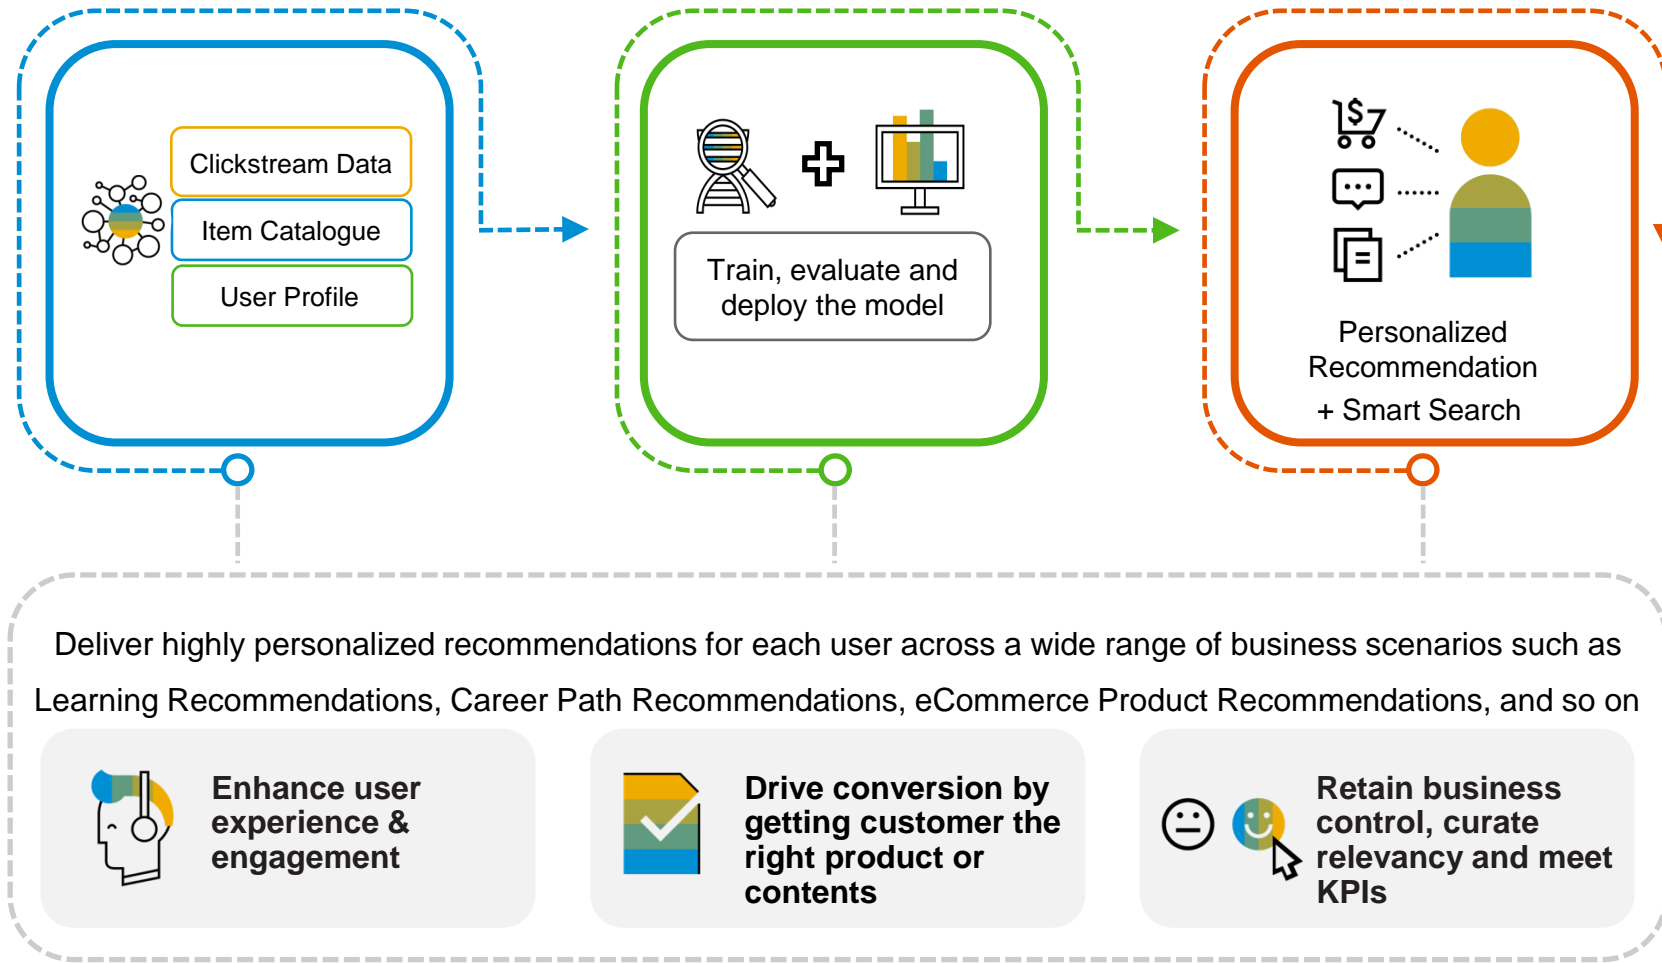 Clickstream Data
Item Catalogue
User Profile
Train, evaluate and
deploy the model
$
Personalized
Recommendation
+ Smart Search
Deliver highly personalized recommendations for each user across a wide range of business scenarios such as
Learning Recommendations, Career Path Recommendations, eCommerce Product Recommendations, and so on
Enhance user
experience &
engagement
Drive conversion by
getting customer the
right product or
contents
Retain business
control, curate
relevancy and meet
KPIs